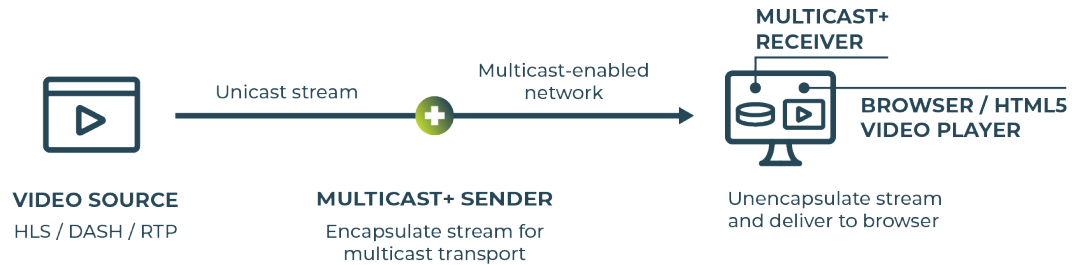 MULTICAST+
RECEIVER
Multicast-enabled
network
Unicast stream
BROWSER / HTML5
VIDEO PLAYER
VIDEO SOURCE
HLS / DASH / RTP
MULTICAST+ SENDER
Encapsulate stream for
multicast transport
Unencapsulate stream
and deliver to browser